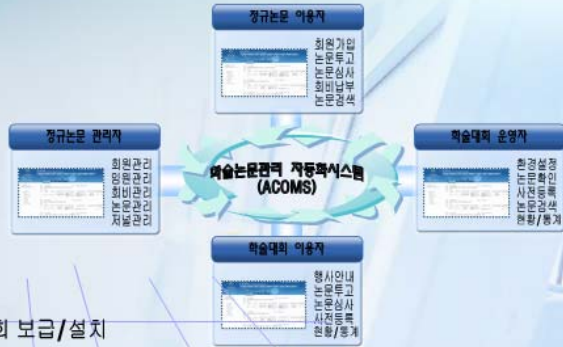 정규논문 이용자
회원가입
논문투고
논문심사
회비납부
논문검색
정규논문 관리자
회원관리
임원관리
회비관리
논문관리
저널관리
학술논문관리 자동화시스템
(ACOMS)
학술대회 운영자
환경설정
논문확인
사전등록
논문검색
현황/통계
학술대회 이용자
행사안내
논문투고
논문심사
사전등록
현황/통계
회 보급/설치